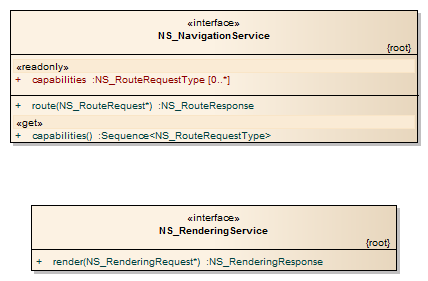 «interface»
NS_NavigationService
{root}
«readonly»
+ capabilities :NS_RouteRequestType [0..*]
+ route(NS_RouteRequest*) :NS_RouteResponse
«get»
+ capabilities() :Sequence<NS_RouteRequestType>
«interface»
NS_RenderingService
{root}
+ render(NS_RenderingRequest*) :NS_RenderingResponse